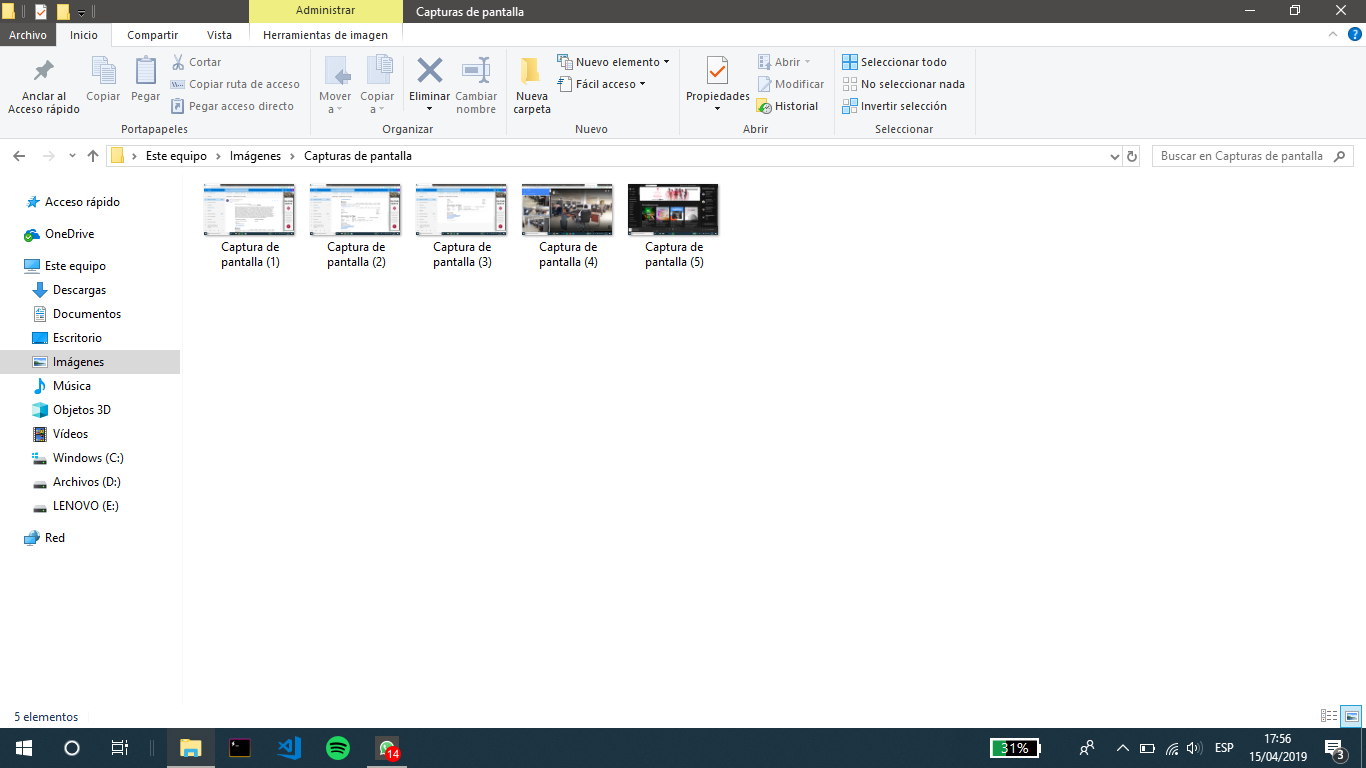 Administrar
Capturas de pantalla
Archivo
Inicio
Compartir
Vista
Herramientas de imagen
Anclar al
Acceso rápido
Copiar
Pegar
Cortar
Copiar ruta de acceso
Pegar acceso directo
Portapapeles
Mover
a
Copiar
a
Eliminar
Cambiar
nombre
Organizar
Nueva
carpeta
Nuevo elemento
Fácil acceso
Nuevo
Propiedades
Abrir
Modificar
Historial
Abrir
Seleccionar todo
No seleccionar nada
Invertir selección
Seleccionar
Este equipo
Imágenes
Capturas de pantalla
Buscar en Capturas de pantalla
Acceso rápido
OneDrive
Este equipo
Descargas
Documentos
Escritorio
Imágenes
Música
Objetos 3D
Vídeos
Windows (C:)
Archivos (D:)
LENOVO (E:)
Red
Captura de
pantalla (1)
Captura de
pantalla (2)
Captura de
pantalla (3)
Captura de
pantalla (4)
Captura de
pantalla (5)
5 elementos
14
31%
ESP
17:56
15/04/2019
3